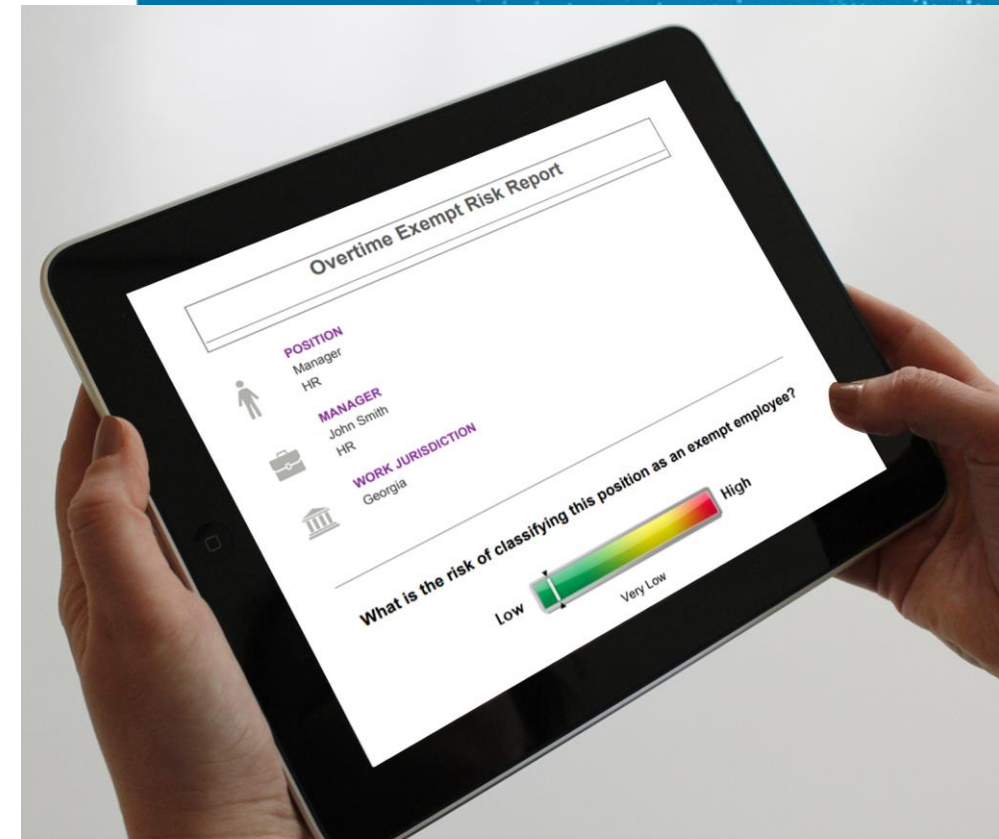 Overtime Exempt Risk Report
POSITION
Manager
HR
MANAGER
John Smith
HR
WORK JURISDICTION
Georgia
What is the risk of classifying this position as an exempt employee?
Low
High
Very Low